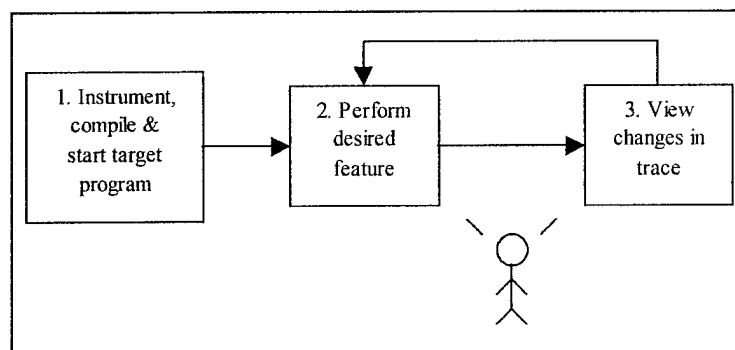 1. Instrument,
compile &
start target
program
2. Perform
desired
feature
3. View
changes in
trace